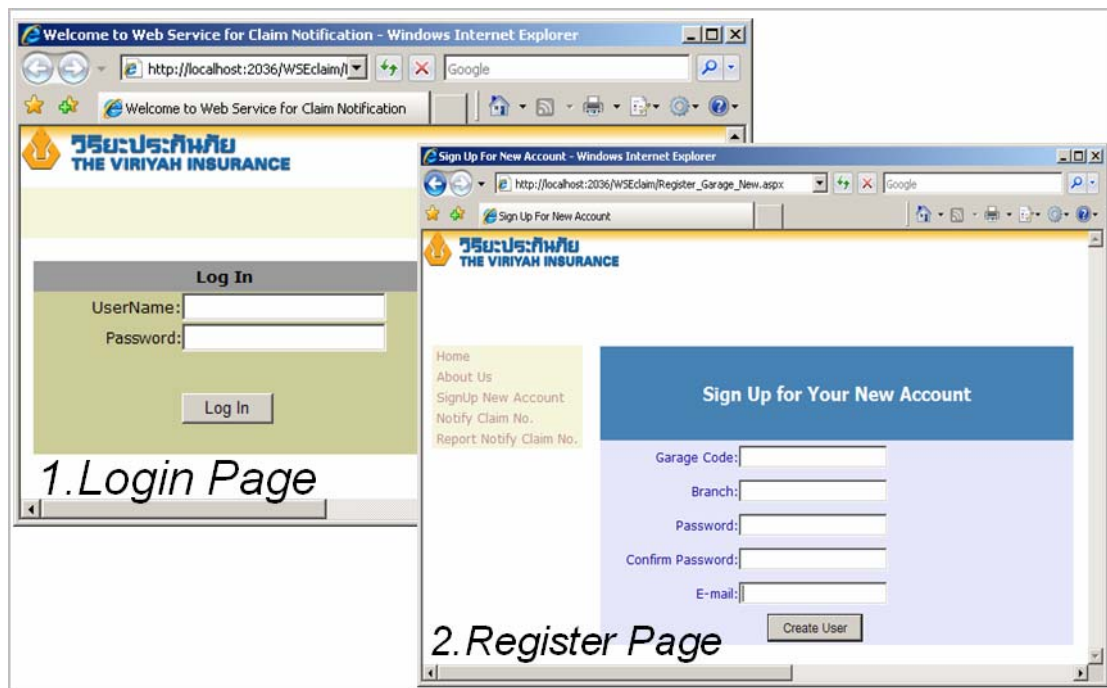 Welcome to Web Service for Claim Notification - Windows Internet Explorer
http://localhost:2036/WSEclaim/
Google
Welcome to Web Service for Claim Notification
วิริยะประกันภัย
THE VIRIYAH INSURANCE
Log In
UserName:
Password:
Log In
1.Login Page
Sign Up For New Account - Windows Internet Explorer
http://localhost:2036/WSEclaim/Register_Garage_New.aspx
Google
Sign Up For New Account
วิริยะประกันภัย
THE VIRIYAH INSURANCE
Home
About Us
SignUp New Account
Notify Claim No.
Report Notify Claim No.
Sign Up for Your New Account
Garage Code:
Branch:
Password:
Confirm Password:
E-mail:
Create User
2.Register Page